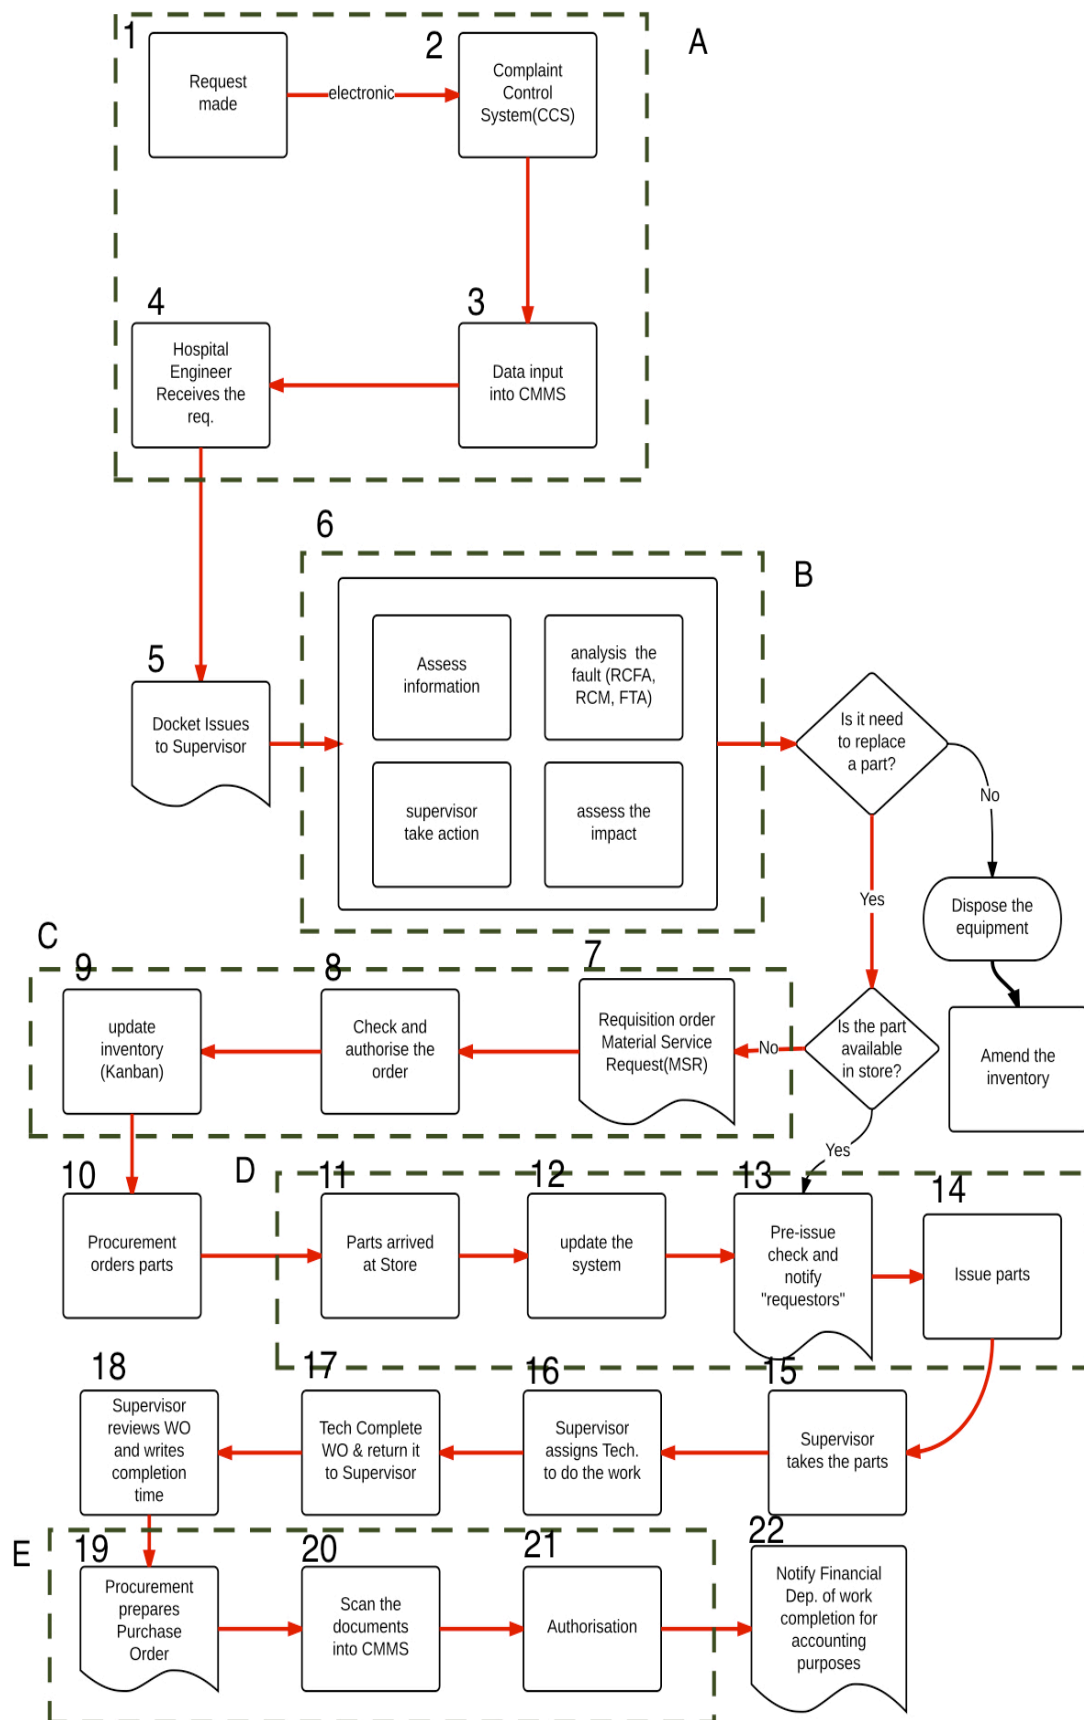 1
2
A
Request
made
electronic
Complaint
Control
System(CCS)
4
3
Hospital
Engineer
Receives the
req.
Data input
into CMMS
6
B
5
Docket Issues
to Supervisor
Assess
information
analysis the
fault (RCFA,
RCM, FTA)
supervisor
take action
assess the
impact
Is it need
to replace
a part?
No
Yes
Dispose the
equipment
Amend the
inventory
Is the part
available
in store?
No
Yes
C
9
8
7
update
inventory
(Kanban)
Check and
authorise the
order
Requisition order
Material Service
Request(MSR)
10
D
11
12
13
14
Procurement
orders parts
Parts arrived
at Store
update the
system
Pre-issue
check and
notify
"requestors"
Issue parts
18
17
16
15
Supervisor
reviews WO
and writes
completion
time
Tech Complete
WO & return it
to Supervisor
Supervisor
assigns Tech.
to do the work
Supervisor
takes the parts
E
19
20
21
22
Procurement
prepares
Purchase
Order
Scan the
documents
into CMMS
Authorisation
Notify Financial
Dep. of work
completion for
accounting
purposes